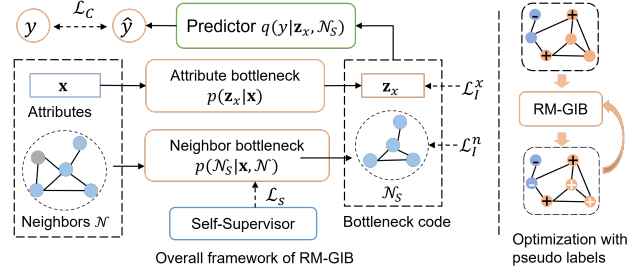 y
ℒ_C
ŷ
Predictor q(y|𝐳_x, 𝒩_S)
𝐱
Attributes
Attribute bottleneck
p(𝐳_x|𝐱)
𝐳_x
ℒ_I^x
Neighbors 𝒩
Neighbor bottleneck
p(𝒩_S|𝐱, 𝒩)
ℒ_S
Self-Supervisor
𝒩_S
ℒ_I^n
Bottleneck code
Overall framework of RM-GIB
-
+
+
RM-GIB
-
+
-
+
+
+
Optimization with
pseudo labels